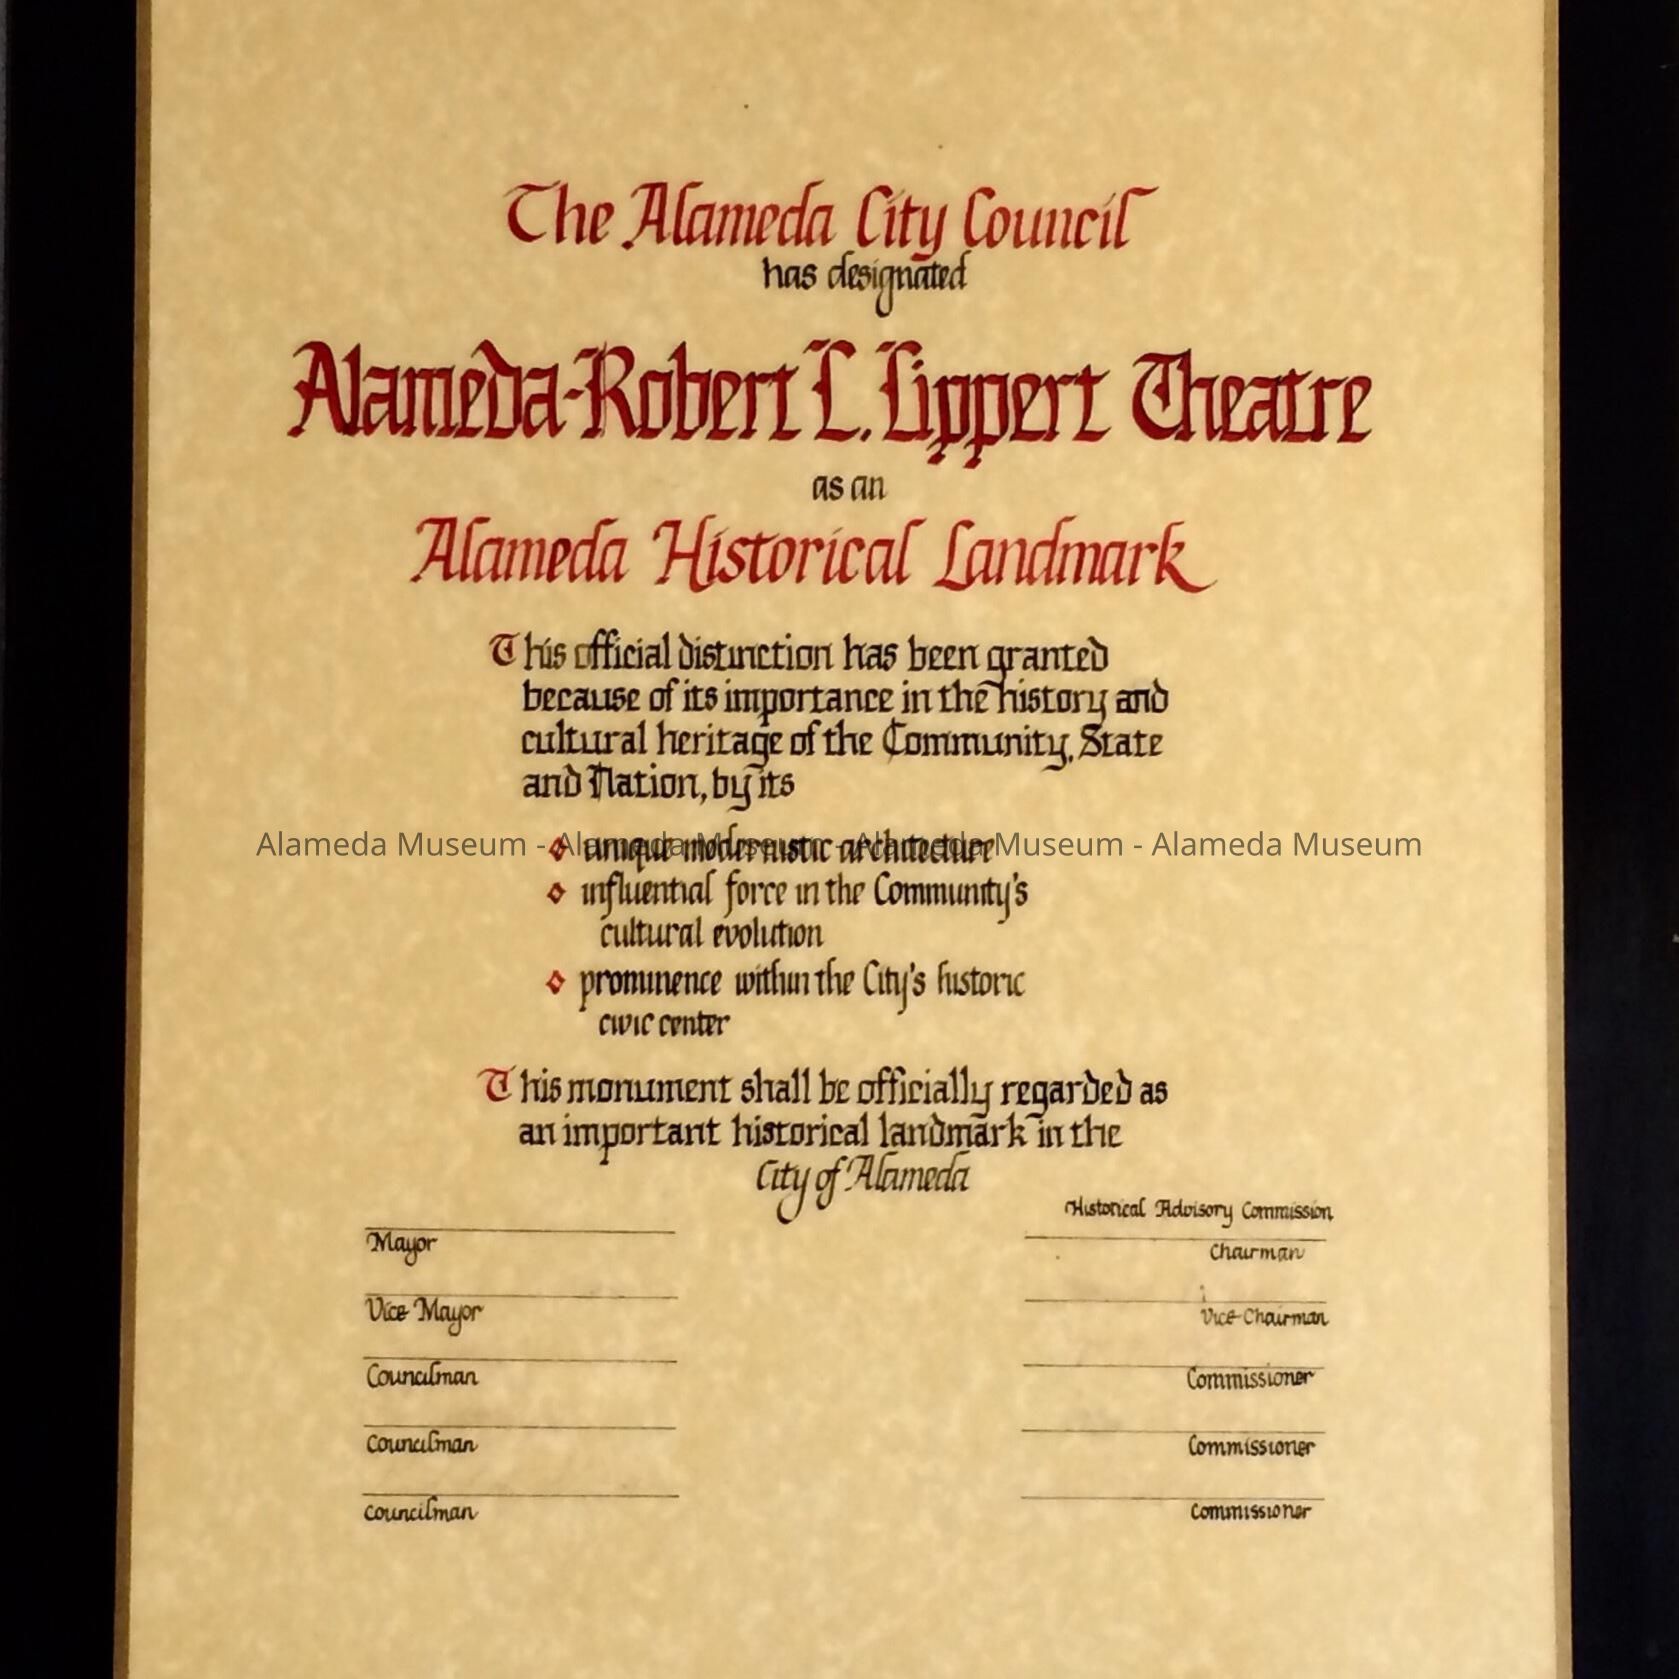 The Alameda City Council
has designated
Alameda-Robert L. Lippert Theatre
as an
Alameda Historical Landmark
This official distinction has been granted
because of its importance in the history and
cultural heritage of the Community, State
and Nation, by its
Alameda Museum - Alameda Museum - Alameda Museum - Alameda Museum
unique modernistic architecture
influential force in the Community's
cultural evolution
prominence within the City's historic
civic center
This monument shall be officially regarded as
an important historical landmark in the
City of Alameda
Historical Advisory Commission
Mayor Chairman
Vice Mayor Vice-Chairman
Councilman Commissioner
Councilman Commissioner
Councilman Commissioner